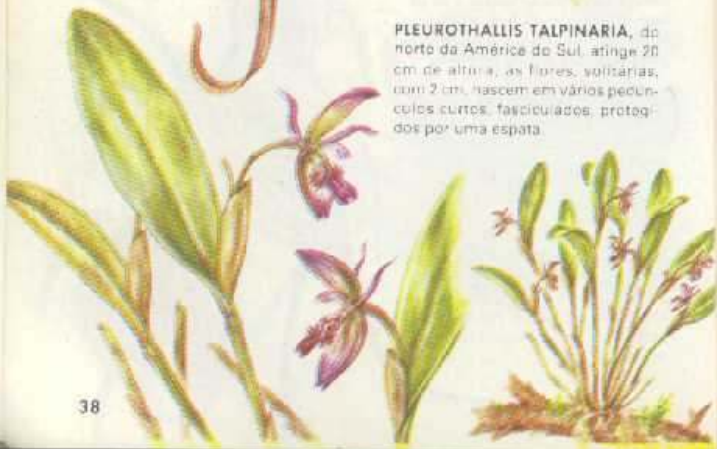 PLEUROTHALLIS TALPINARIA, do
norte da América do Sul, atinge 20
cm de altura, as flores, solitárias,
com 2 cm, nascem em vários pedún-
culos curtos, fasciculados, protegi-
dos por uma espata.
38